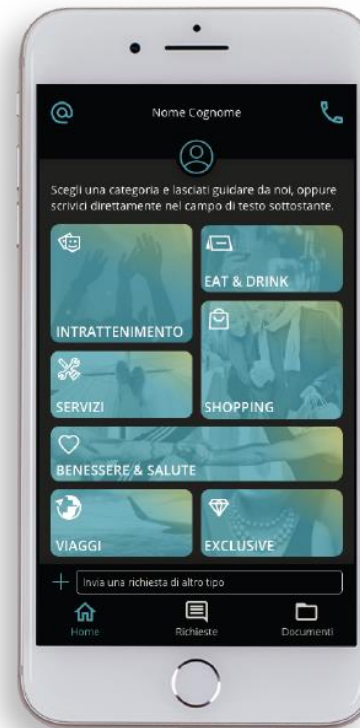 Nome Cognome
Scegli una categoria e lasciati guidare da noi, oppure
scrivici direttamente nel campo di testo sottostante.
INTRATTENIMENTO
EAT & DRINK
SERVIZI
SHOPPING
BENESSERE & SALUTE
VIAGGI
EXCLUSIVE
Invia una richiesta di altro tipo
Home
Richieste
Documenti